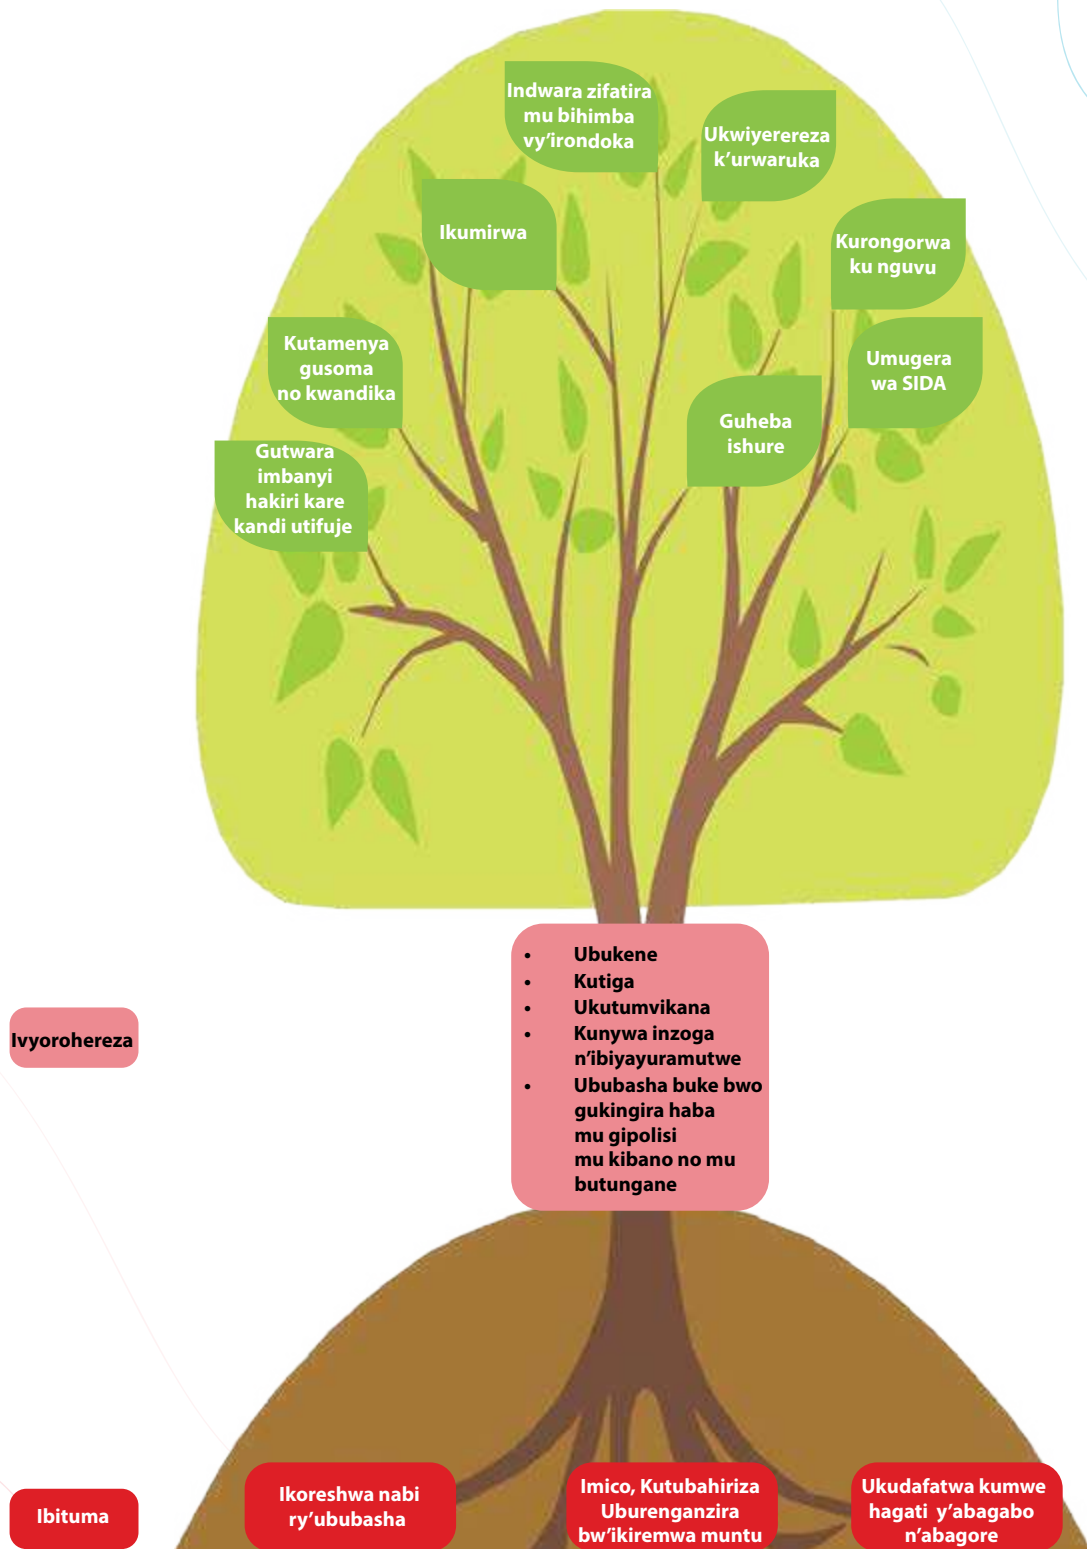 Indwara zifatira
mu bihimba
vy'irondoka
Ukwiyerereza
k'urwaruka
Ikumirwa
Kurongorwa
ku nguvu
Kutamenya
gusoma
no kwandika
Umugera
wa SIDA
Guheba
ishure
Gutwara
imbanyi
hakiri kare
kandi utifuje
• Ubukene
• Kutiga
• Ukutumvikana
• Kunywa inzoga
n'ibiyayuramutwe
• Ububasha buke bwo
gukingira haba
mu gipolisi
mu kibano no mu
butungane
Ivyorohereza
Ibituma
Ikoreshwa nabi
ry'ububasha
Imico, Kutubahiriza
Uburenganzira
bw'ikiremwa muntu
Ukudafatwa kumwe
hagati y'abagabo
n'abagore